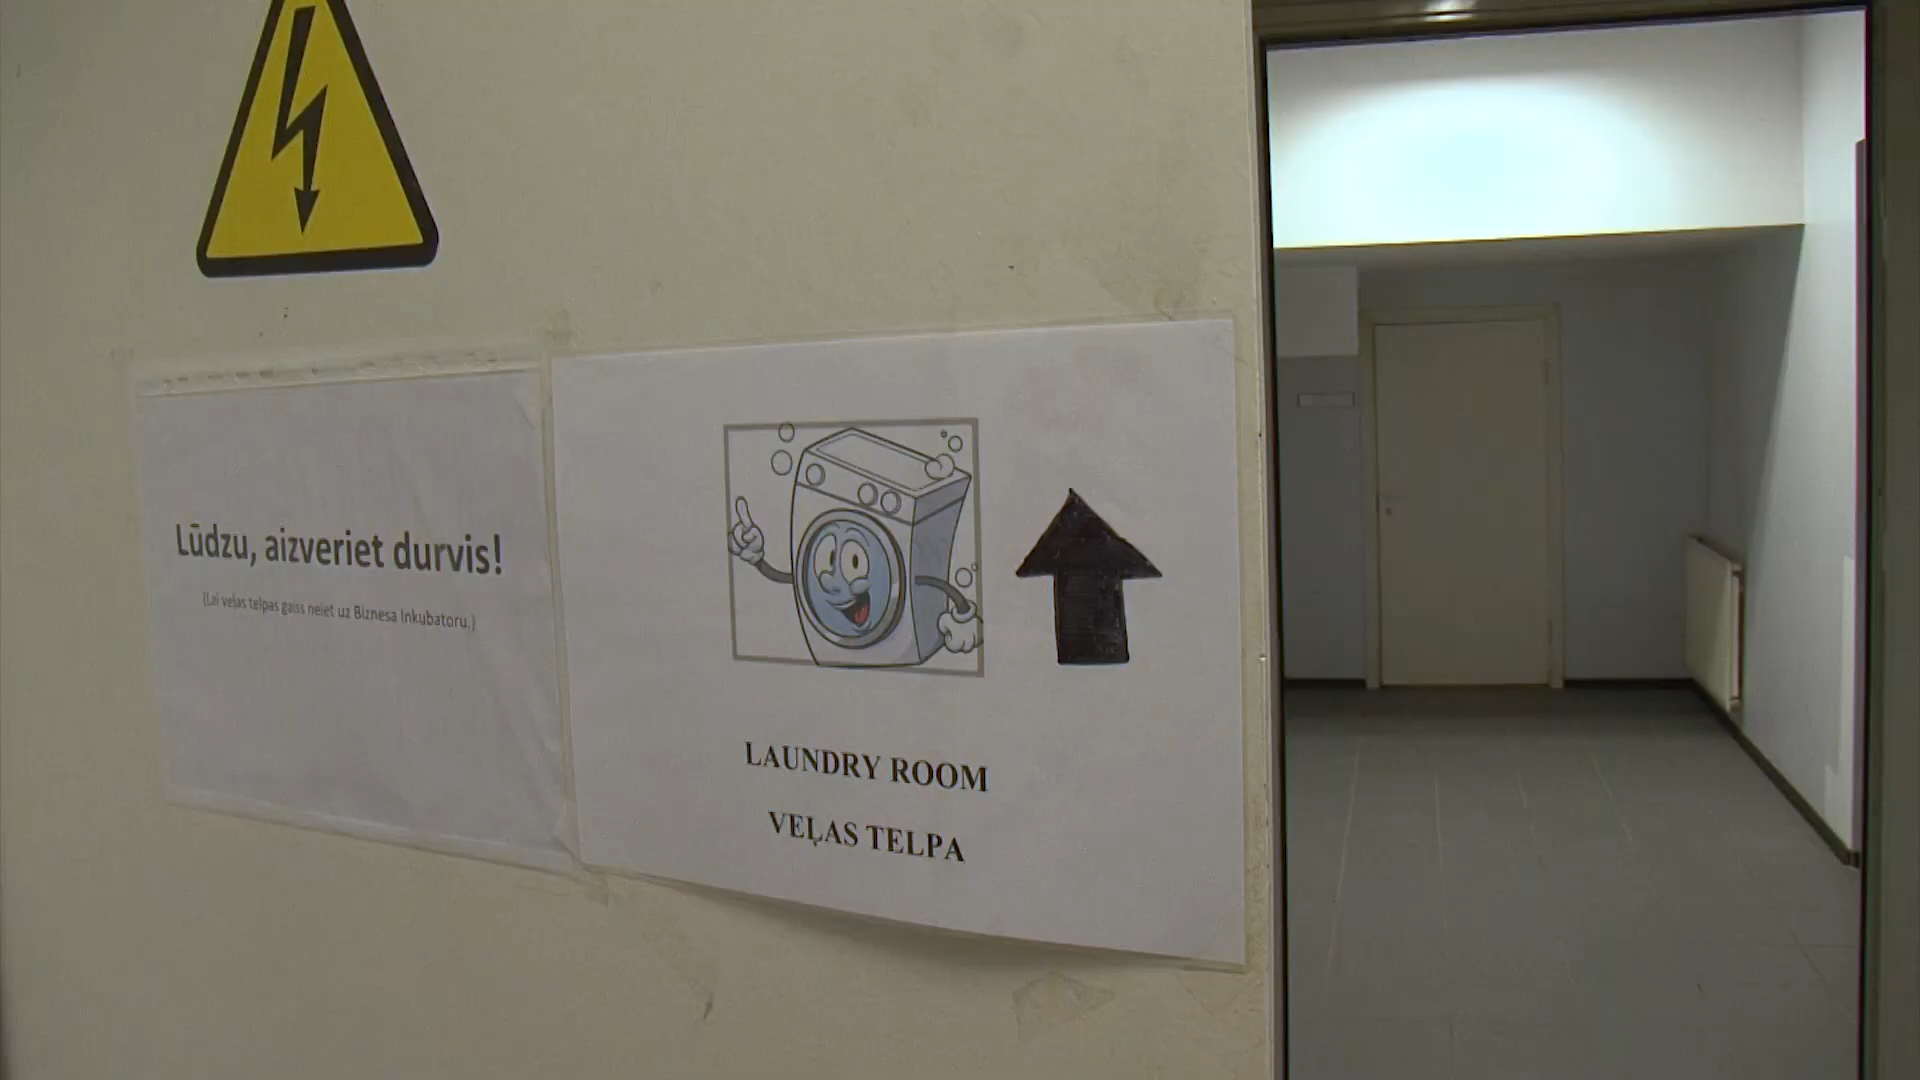 Lūdzu, aizveriet durvis!
(Lai veļas telpas gaiss neiet uz Biznesa Inkubatoru.)
LAUNDRY ROOM
VEĻAS TELPA